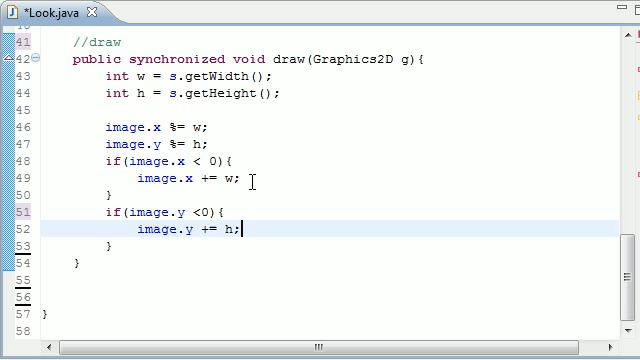 *Look.java
41 //draw
42 public synchronized void draw(Graphics2D g){
43 int w = s.getWidth();
44 int h = s.getHeight();
45
46 image.x %= w;
47 image.y %= h;
48 if(image.x < 0){
49 image.x += w;
50 }
51 if(image.y <0){
52 image.y += h;
53 }
54 }
55
56
57 }
58